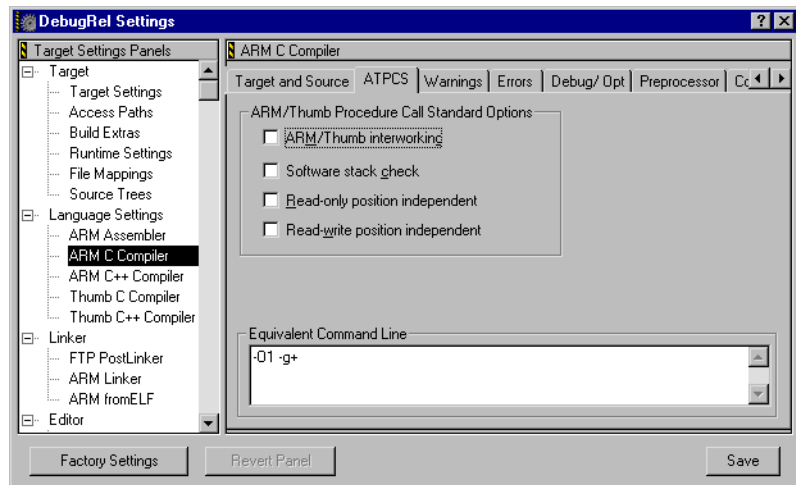 DebugRel Settings
Target Settings Panels
Target
Target Settings
Access Paths
Build Extras
Runtime Settings
File Mappings
Source Trees
Language Settings
ARM Assembler
ARM C Compiler
ARM C++ Compiler
Thumb C Compiler
Thumb C++ Compiler
Linker
FTP PostLinker
ARM Linker
ARM fromELF
Editor
ARM C Compiler
Target and Source ATPCS Warnings Errors Debug/ Opt Preprocessor
ARM/Thumb Procedure Call Standard Options
ARM/Thumb interworking
Software stack check
Read-only position independent
Read-write position independent
Equivalent Command Line
-O1 -g+
Factory Settings
Revert Panel
Save